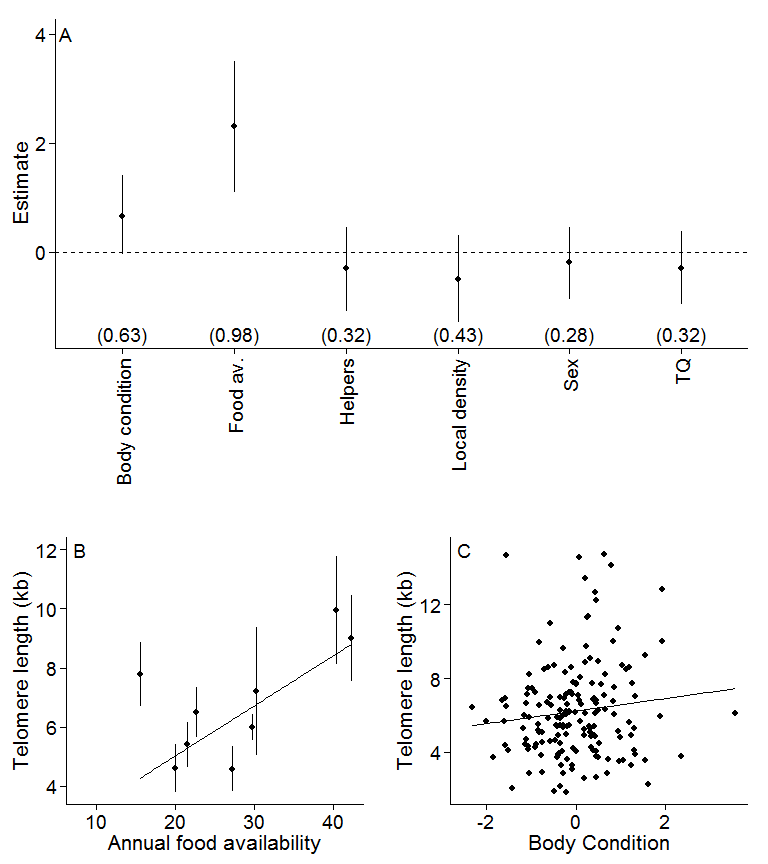 A
4
2
0
Estimate
(0.63) (0.98) (0.32) (0.43) (0.28) (0.32)
Body condition
Food av.
Helpers
Local density
Sex
TQ
B
12
10
8
6
4
Telomere length (kb)
10 20 30 40
Annual food availability
C
12
8
4
Telomere length (kb)
-2 0 2
Body Condition